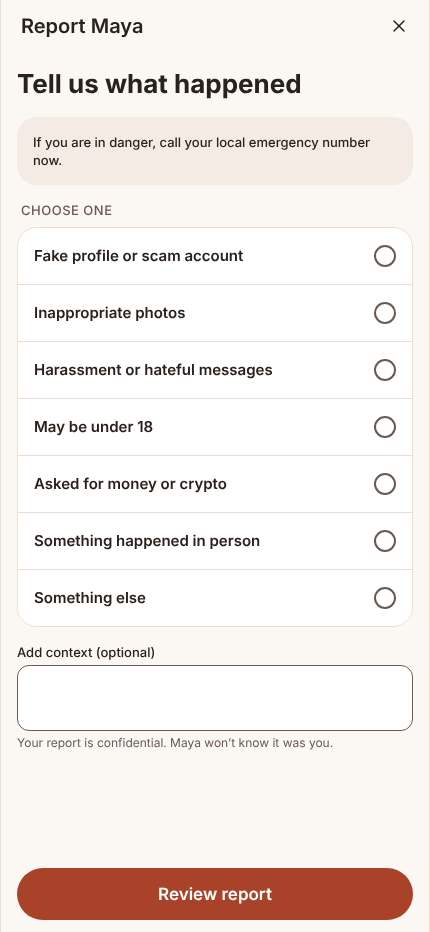 Report Maya
Tell us what happened
If you are in danger, call your local emergency number
now.
CHOOSE ONE
Fake profile or scam account
Inappropriate photos
Harassment or hateful messages
May be under 18
Asked for money or crypto
Something happened in person
Something else
Add context (optional)
Your report is confidential. Maya won't know it was you.
Review report